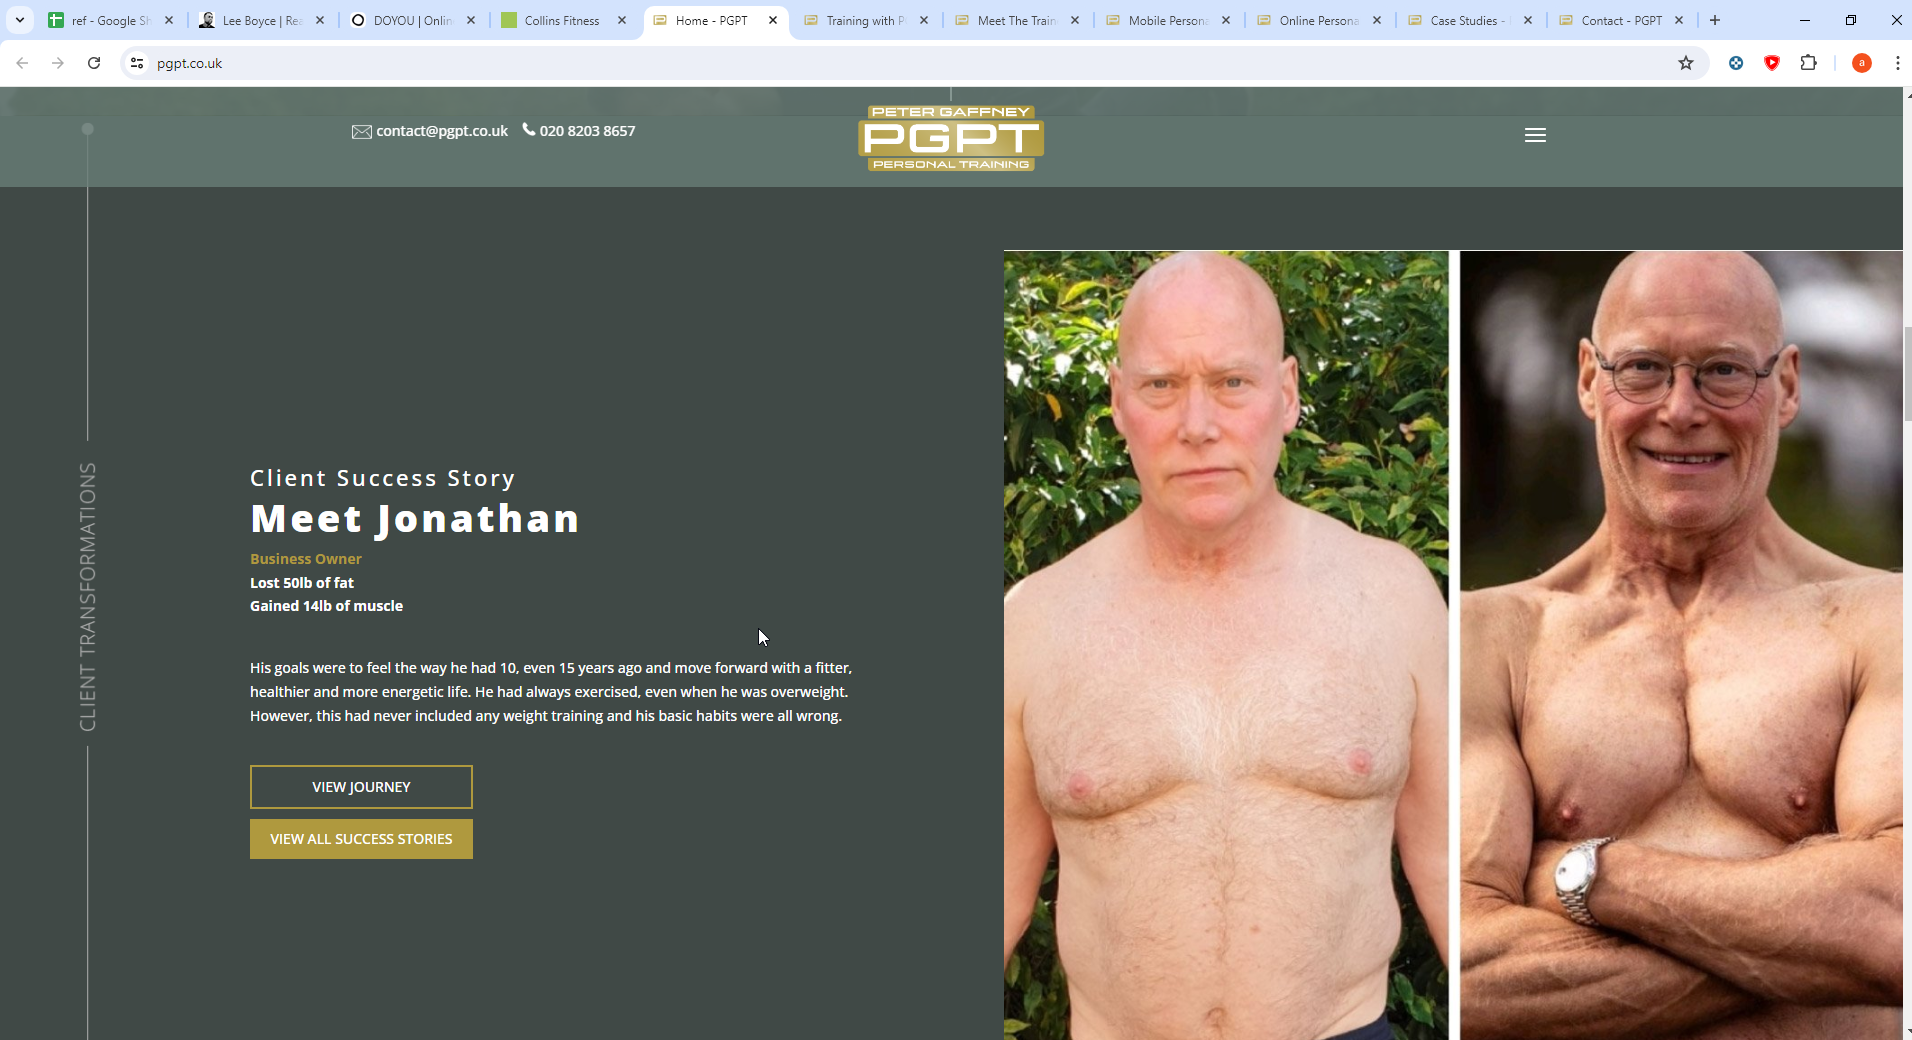 ref - Google Sh
Lee Boyce | Rea
DOYOU | Onlin
Collins Fitness
Home - PGPT
Training with P
Meet The Train
Mobile Persona
Online Persona
Case Studies -
Contact - PGPT
pgpt.co.uk
a
contact@pgpt.co.uk
020 8203 8657
PETER GAFFNEY
PGPT
PERSONAL TRAINING
CLIENT TRANSFORMATIONS
Client Success Story
Meet Jonathan
Business Owner
Lost 50lb of fat
Gained 14lb of muscle
His goals were to feel the way he had 10, even 15 years ago and move forward with a fitter,
healthier and more energetic life. He had always exercised, even when he was overweight.
However, this had never included any weight training and his basic habits were all wrong.
VIEW JOURNEY
VIEW ALL SUCCESS STORIES